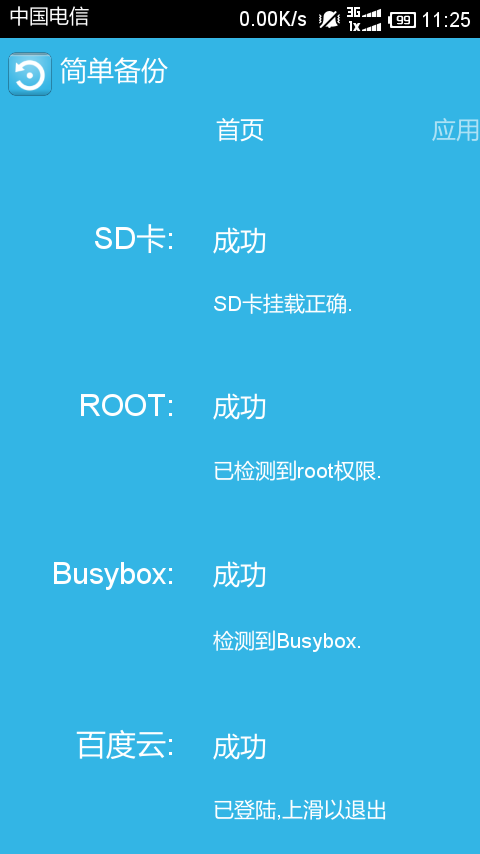 中国电信 0.00K/s 3G 1x 99 11:25
简单备份
首页 应用
SD卡: 成功
SD卡挂载正确.
ROOT: 成功
已检测到root权限.
Busybox: 成功
检测到Busybox.
百度云: 成功
已登陆,上滑以退出